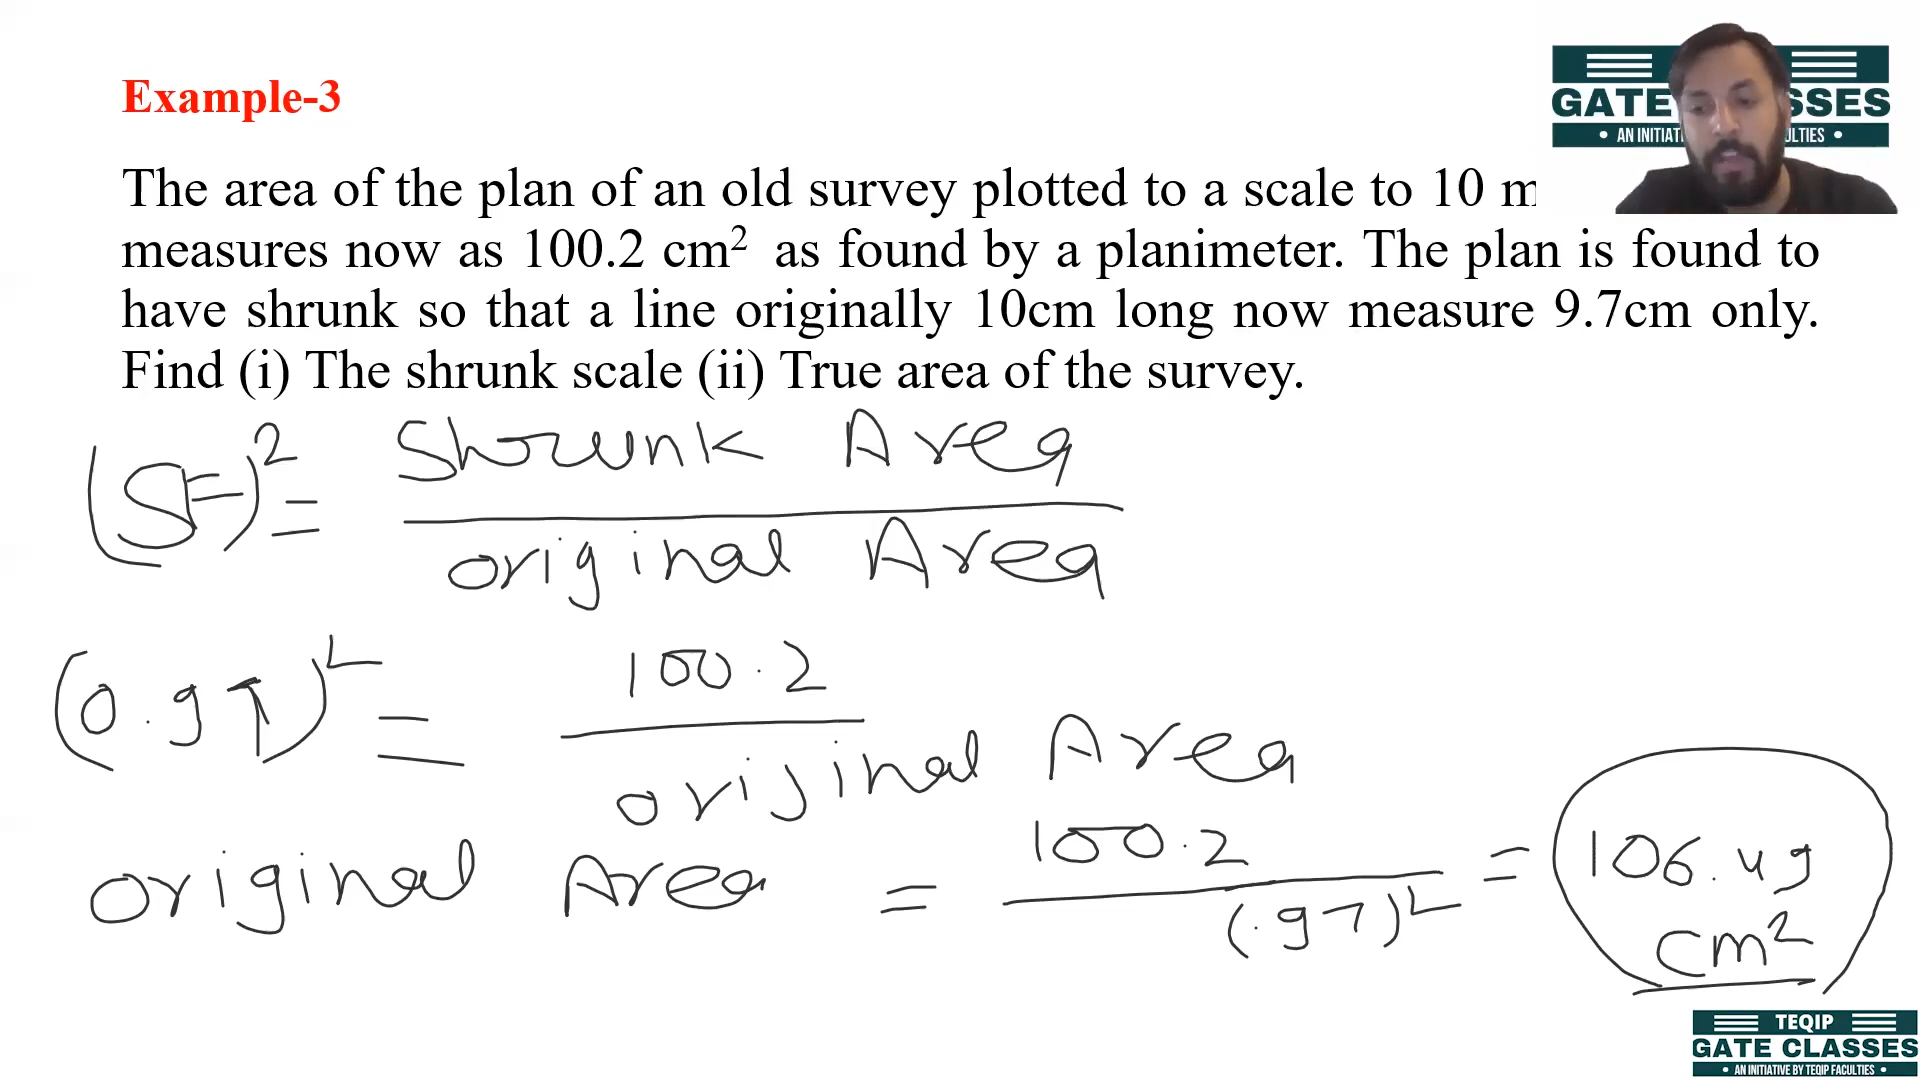 Example-3
GATE SSES
• AN INITIATI ULTIES •
The area of the plan of an old survey plotted to a scale to 10 m
measures now as 100.2 cm² as found by a planimeter. The plan is found to
have shrunk so that a line originally 10cm long now measure 9.7cm only.
Find (i) The shrunk scale (ii) True area of the survey.
(SF)² = Shrunk Area / original Area
(0.97)² = 100.2 / original Area
original Area = 100.2 / (.97)² = 106.49 cm²
TEQIP
GATE CLASSES
• AN INITIATIVE BY TEQIP FACULTIES •